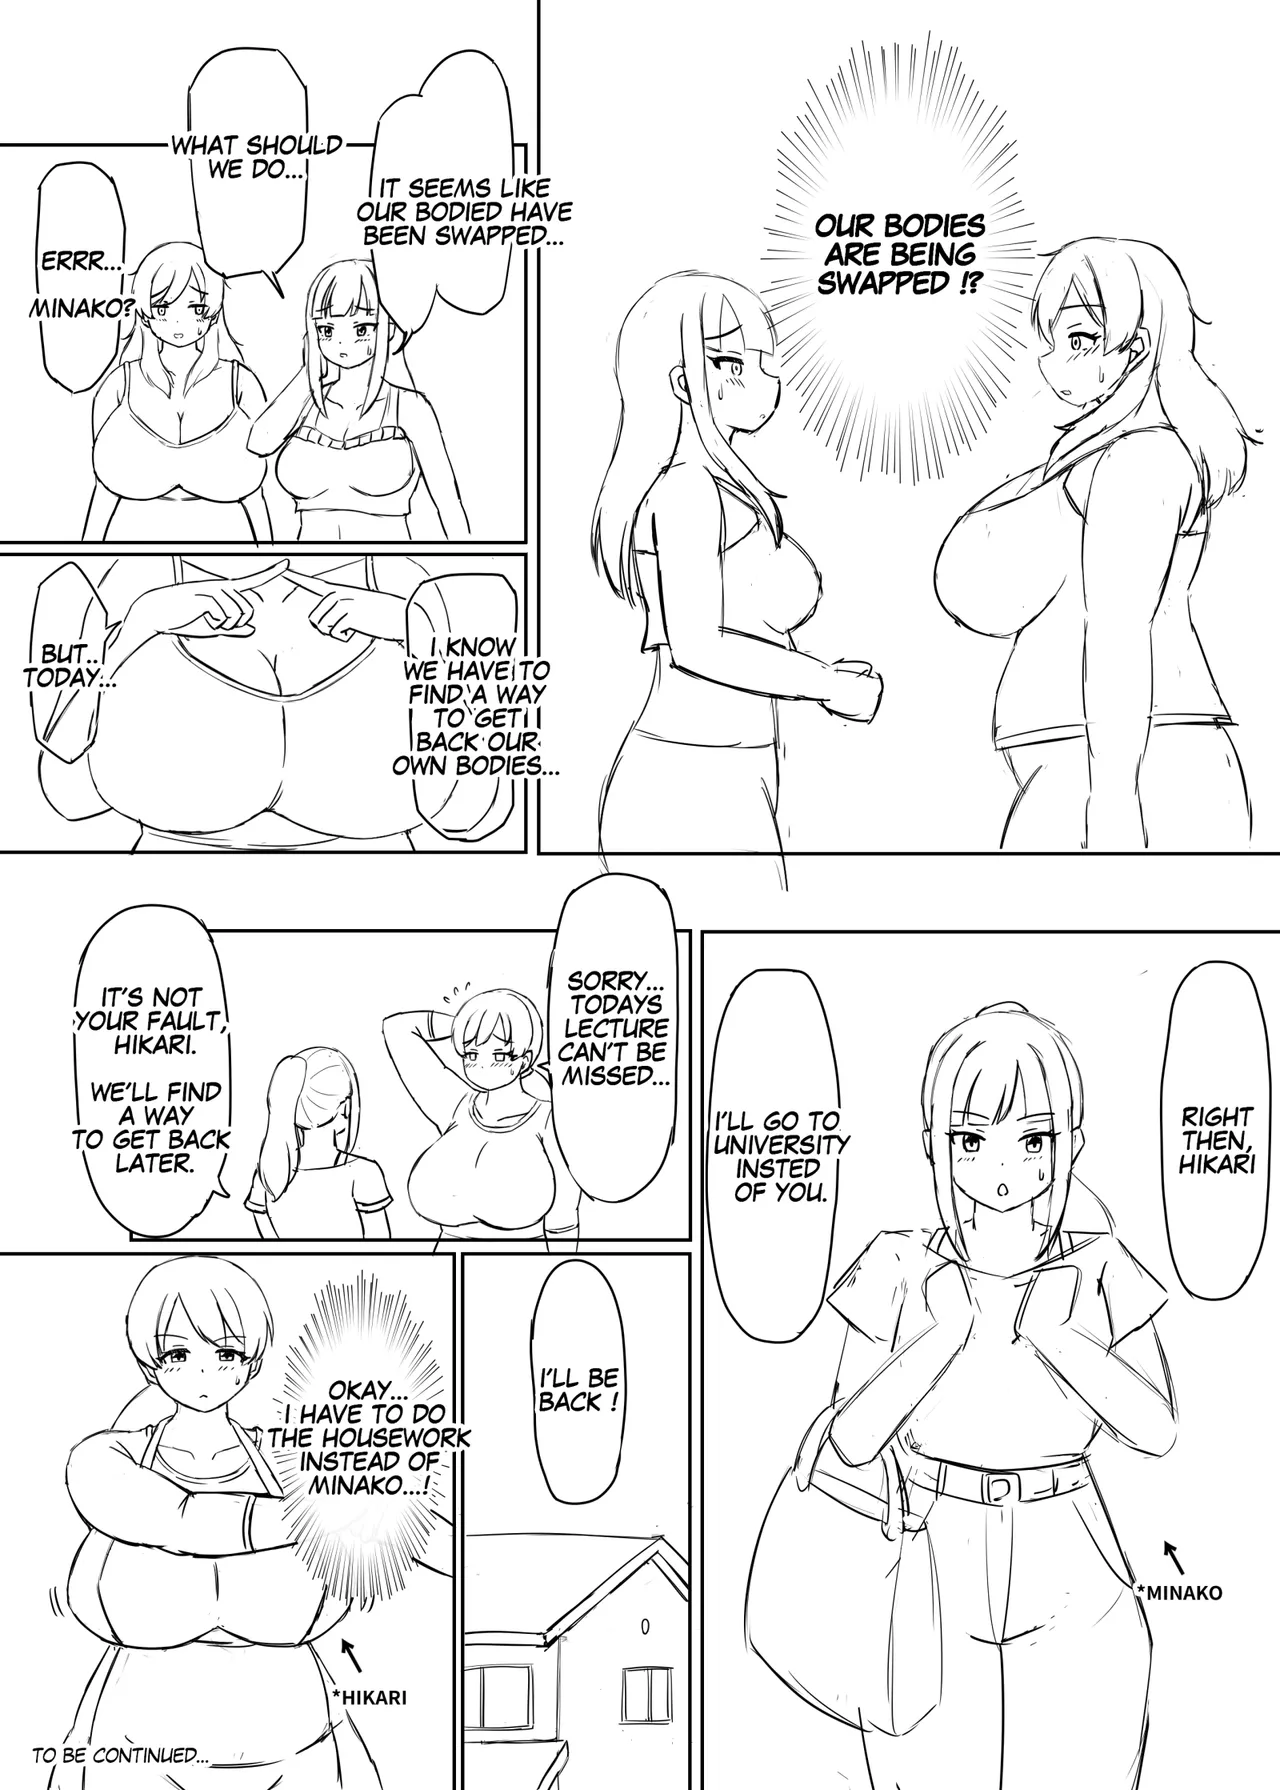 OUR BODIES
ARE BEING
SWAPPED !?
IT SEEMS LIKE
OUR BODIED HAVE
BEEN SWAPPED...
WHAT SHOULD
WE DO...
ERRR...
MINAKO?
I KNOW
WE HAVE TO
FIND A WAY
TO GET
BACK OUR
OWN BODIES...
BUT..
TODAY...
RIGHT
THEN,
HIKARI
I'LL GO TO
UNIVERSITY
INSTED
OF YOU.
*MINAKO
SORRY...
TODAYS
LECTURE
CAN'T BE
MISSED...
IT'S NOT
YOUR FAULT,
HIKARI.
WE'LL FIND
A WAY
TO GET BACK
LATER.
I'LL BE
BACK !
OKAY...
I HAVE TO DO
THE HOUSEWORK
INSTEAD OF
MINAKO...!
*HIKARI
TO BE CONTINUED...